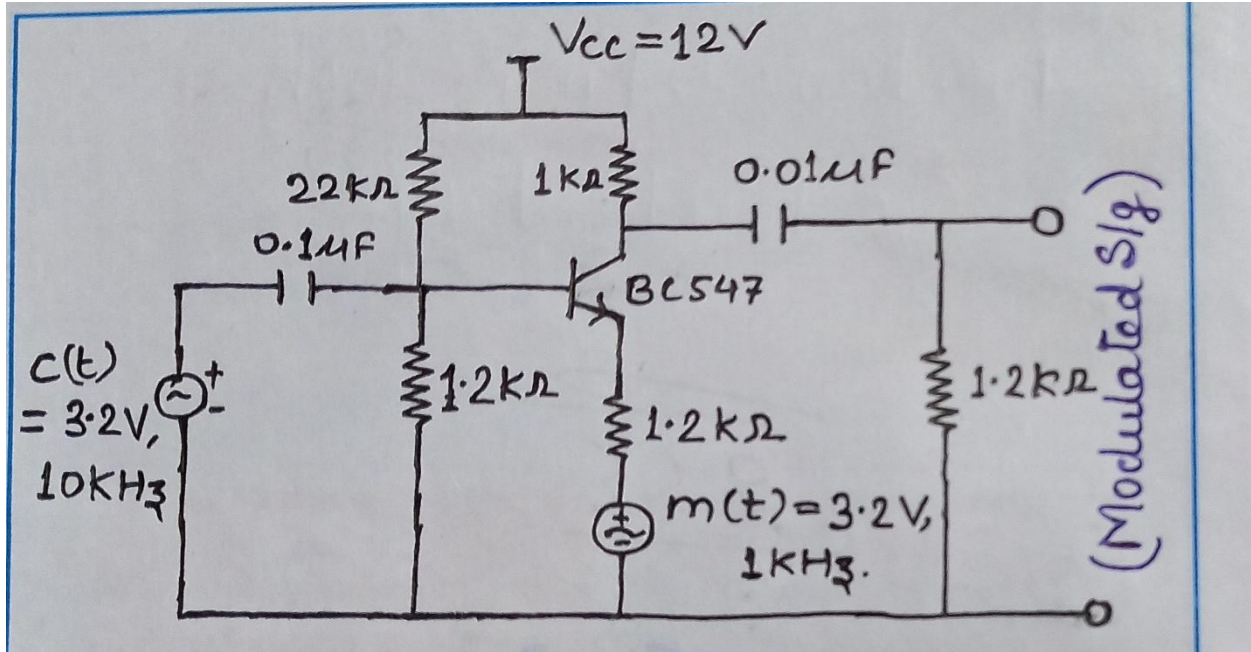 Vcc=12V
22kΩ
1kΩ
0.01µF
0.1µF
BC547
c(t)
= 3.2V,
10KHz
+
-
1.2kΩ
1.2kΩ
1.2kΩ
m(t)=3.2V,
1KHz.
+
-
(Modulated S/g)